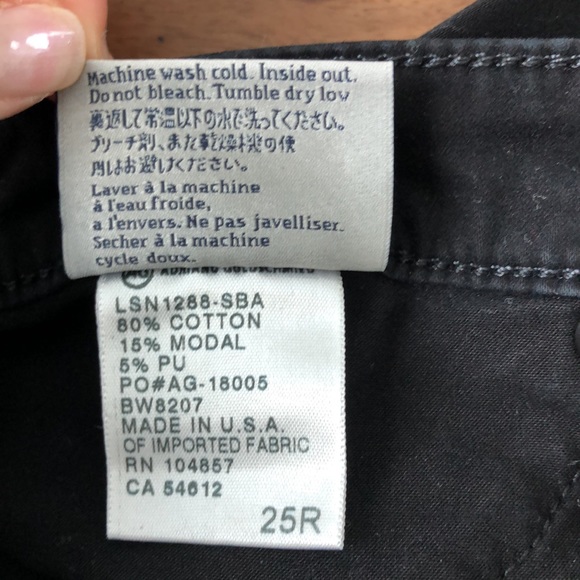 Machine wash cold. Inside out.
Do not bleach. Tumble dry low
裏返して常温以下の水で洗ってください。
ブリーチ剤、また乾燥機の使
用はお避けください。
Laver à la machine
à l'eau froide,
a l'envers. Ne pas javelliser.
Secher à la machine
cycle doux.
AG ADRIANO GOLDSCHMIED
LSN1288-SBA
80% COTTON
15% MODAL
5% PU
PO#AG-18005
BW8207
MADE IN U.S.A.
OF IMPORTED FABRIC
RN 104857
CA 54612
25R